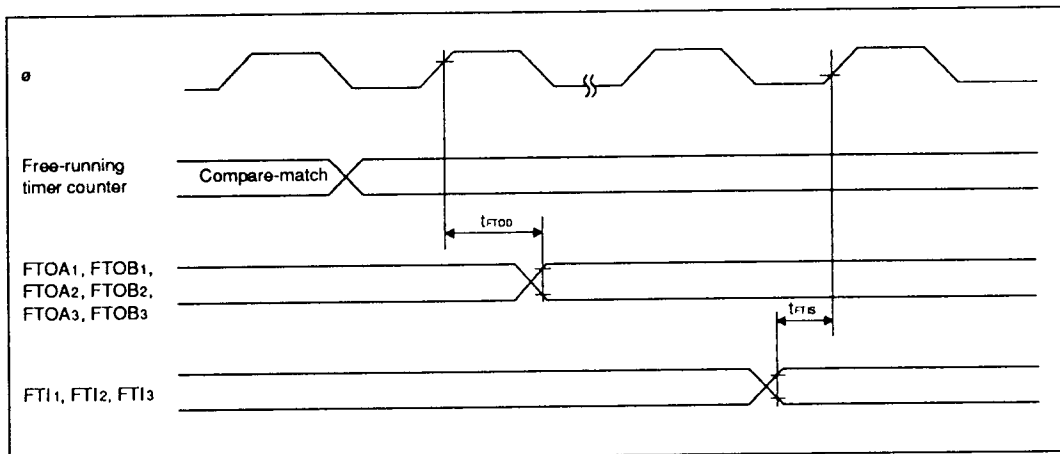 ø
Free-running
timer counter
Compare-match
tFTOD
FTOA1, FTOB1,
FTOA2, FTOB2,
FTOA3, FTOB3
tFTIS
FTI1, FTI2, FTI3